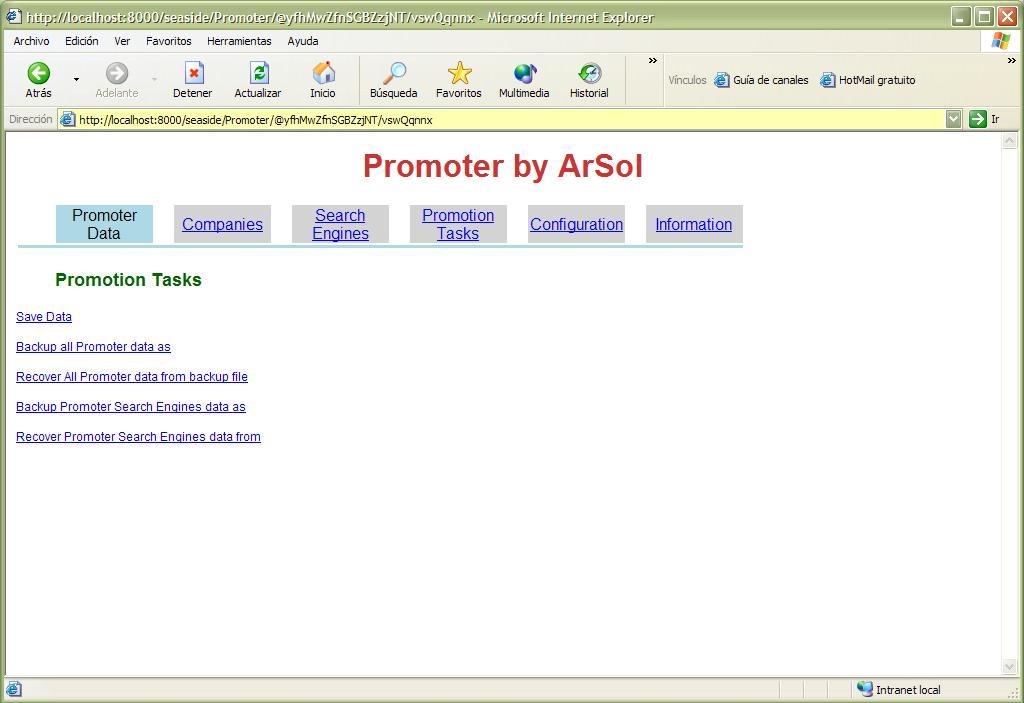 http://localhost:8000/seaside/Promoter/@yfhMwZfnSGBZzjNT/vswQqnnx - Microsoft Internet Explorer
Archivo Edición Ver Favoritos Herramientas Ayuda
Atrás Adelante Detener Actualizar Inicio Búsqueda Favoritos Multimedia Historial » Vínculos Guía de canales HotMail gratuito »
Dirección http://localhost:8000/seaside/Promoter/@yfhMwZfnSGBZzjNT/vswQqnnx Ir
Promoter by ArSol
Promoter Data
Companies
Search Engines
Promotion Tasks
Configuration
Information
Promotion Tasks
Save Data
Backup all Promoter data as
Recover All Promoter data from backup file
Backup Promoter Search Engines data as
Recover Promoter Search Engines data from
Intranet local